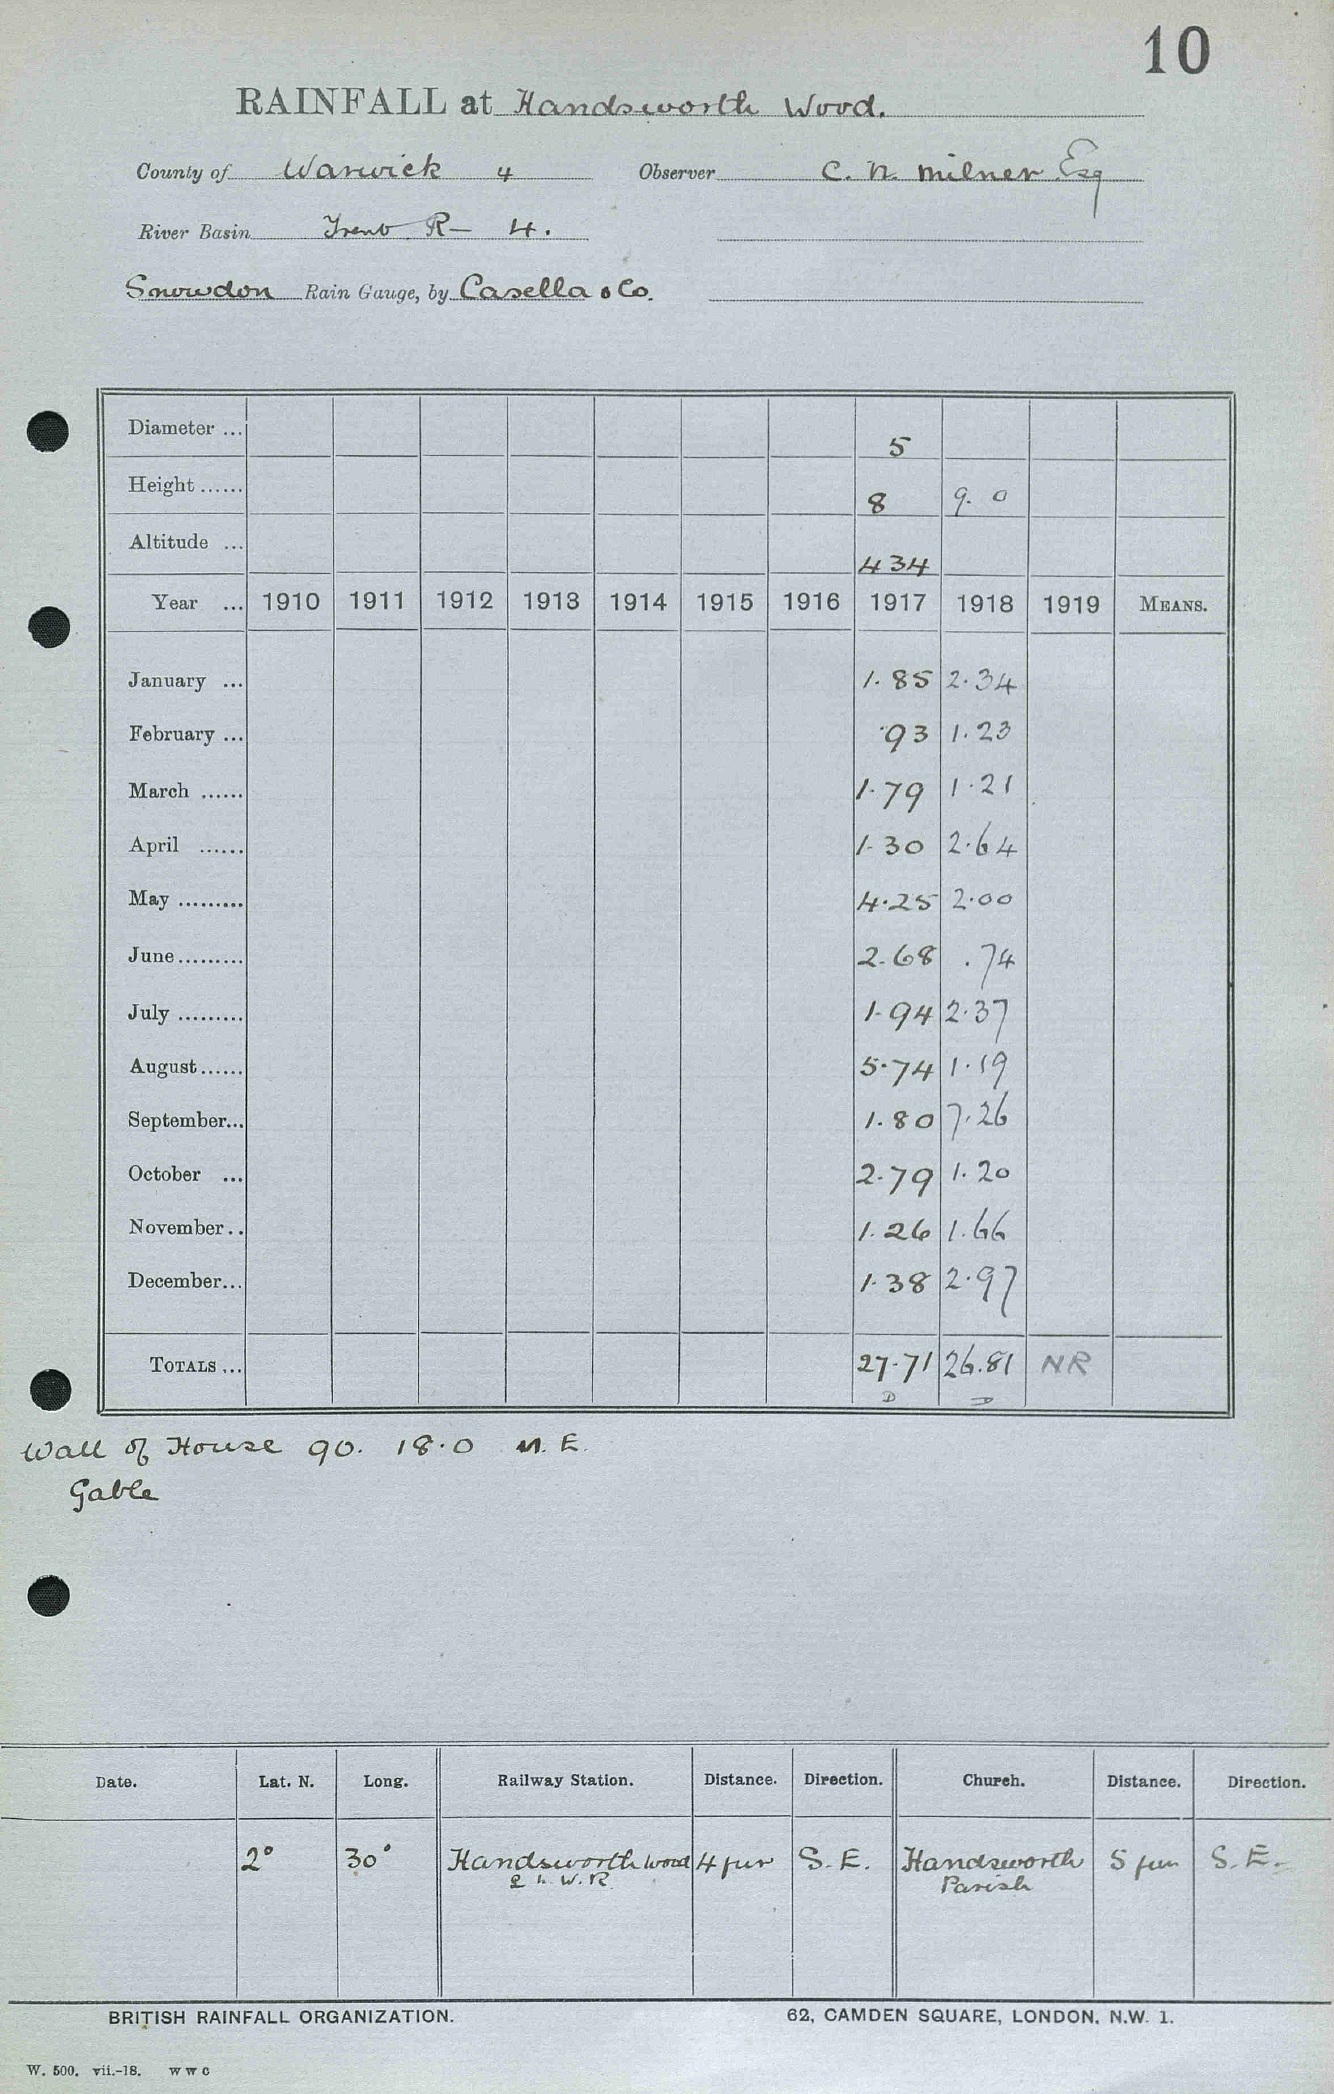 10
RAINFALL at Handsworth Wood.
County of Warwick 4 Observer C. N. Milner Esq
River Basin Trent R— 4.
Snowdon Rain Gauge, by Casella & Co.
Diameter ... 5
Height ...... 8 9. 0
Altitude ... 434
Year ... 1910 1911 1912 1913 1914 1915 1916 1917 1918 1919 MEANS.
January ... 1.85 2.34
February ... .93 1.23
March ...... 1.79 1.21
April ...... 1.30 2.64
May ......... 4.25 2.00
June......... 2.68 .74
July ......... 1.94 2.37
August...... 5.74 1.19
September... 1.80 7.26
October ... 2.79 1.20
November.. 1.26 1.66
December... 1.38 2.97
TOTALS ... 27.71 26.81 NR
D D
Wall of House 90. 18.0 N. E.
Gable
Date. Lat. N. Long. Railway Station. Distance. Direction. Church. Distance. Direction.
2° 30° Handsworth Wood 4 fur S. E. Handsworth 5 fur S. E.
L. N. W. R. Parish
BRITISH RAINFALL ORGANIZATION. 62, CAMDEN SQUARE, LONDON, N.W. 1.
W. 500. vii.-18. W W C